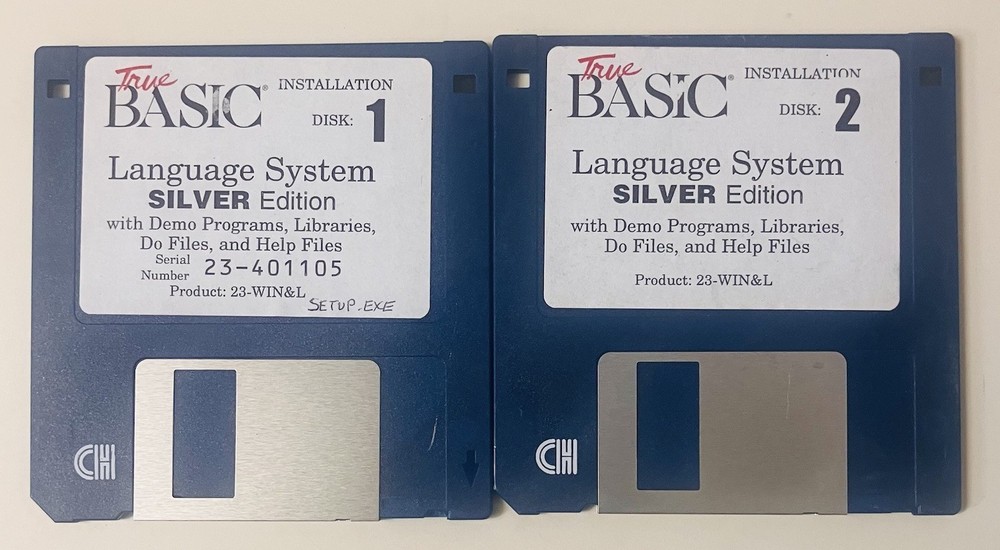 True
BASIC® INSTALLATION
DISK: 1
Language System
SILVER Edition
with Demo Programs, Libraries,
Do Files, and Help Files
Serial
Number 23-401105
Product: 23-WIN&L
SETUP.EXE
CH
True
BASIC® INSTALLATION
DISK: 2
Language System
SILVER Edition
with Demo Programs, Libraries,
Do Files, and Help Files
Product: 23-WIN&L
CH